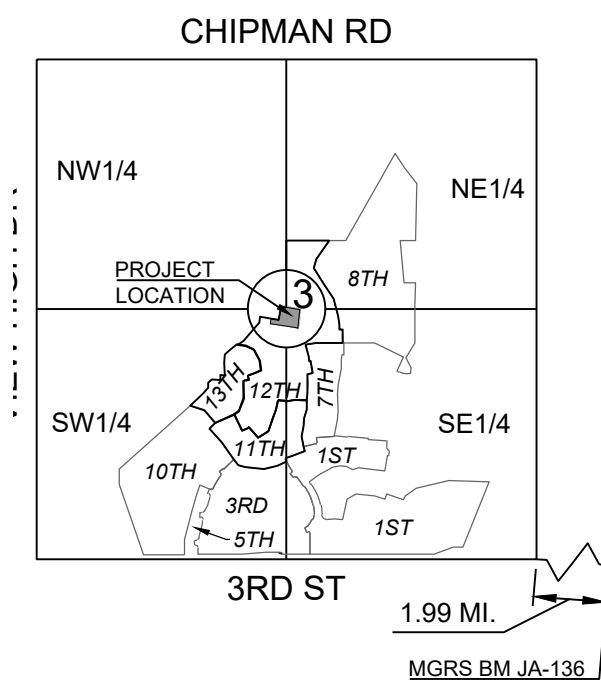 CHIPMAN RD
NW1/4
NE1/4
PROJECT
LOCATION
3
8TH
13TH
12TH
7TH
SW1/4
SE1/4
11TH
1ST
10TH
3RD
5TH
1ST
3RD ST
1.99 MI.
MGRS BM JA-136